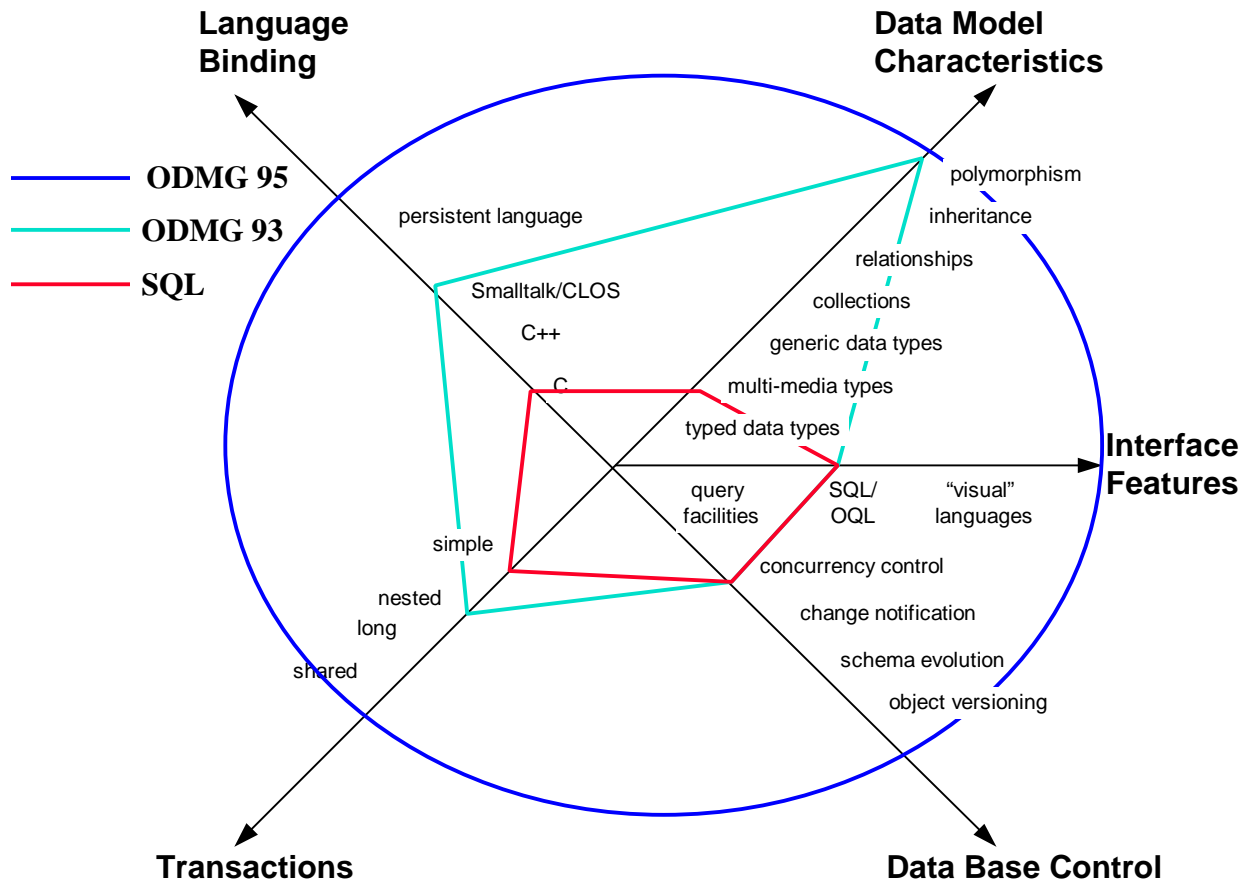 Language
Binding
Data Model
Characteristics
ODMG 95
ODMG 93
SQL
polymorphism
persistent language
inheritance
relationships
Smalltalk/CLOS
collections
C++
generic data types
C
multi-media types
typed data types
Interface
Features
query
facilities
SQL/
OQL
“visual”
languages
simple
concurrency control
nested
change notification
long
schema evolution
shared
object versioning
Transactions
Data Base Control